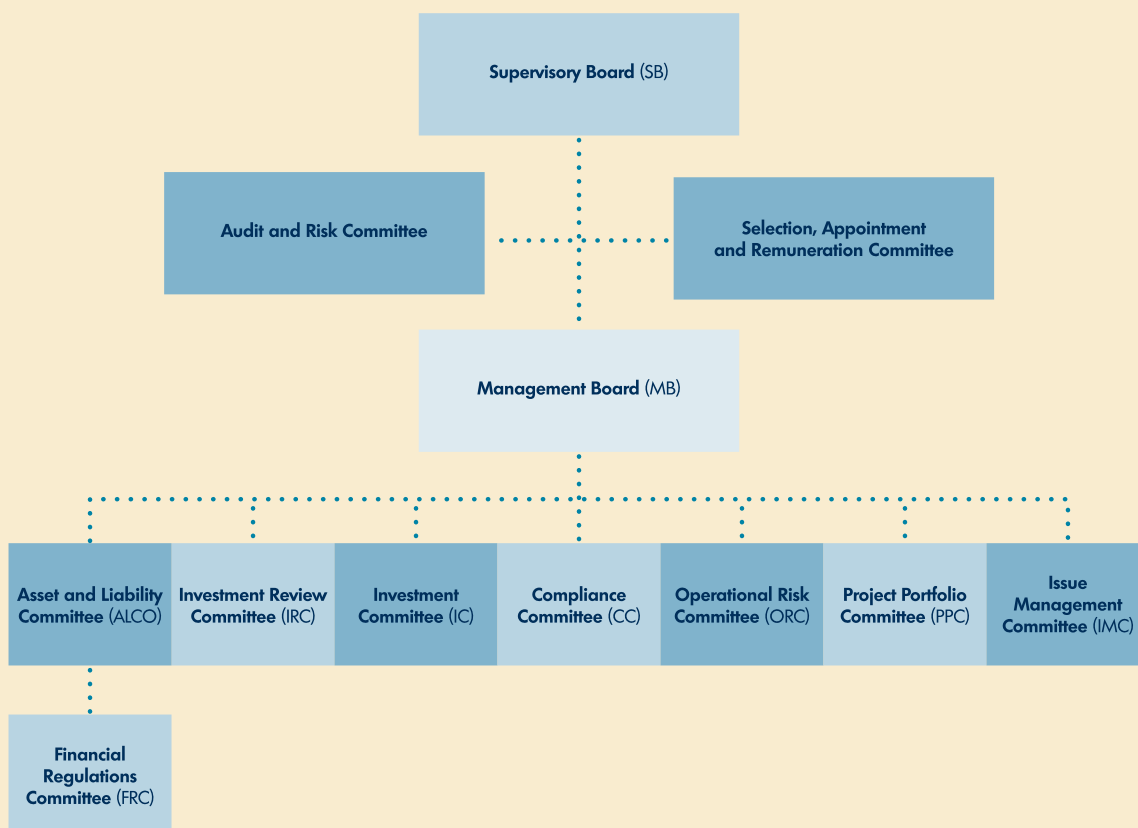 Supervisory Board (SB)
Audit and Risk Committee
Selection, Appointment
and Remuneration Committee
Management Board (MB)
Asset and Liability
Committee (ALCO)
Investment Review
Committee (IRC)
Investment
Committee (IC)
Compliance
Committee (CC)
Operational Risk
Committee (ORC)
Project Portfolio
Committee (PPC)
Issue
Management
Committee (IMC)
Financial
Regulations
Committee (FRC)